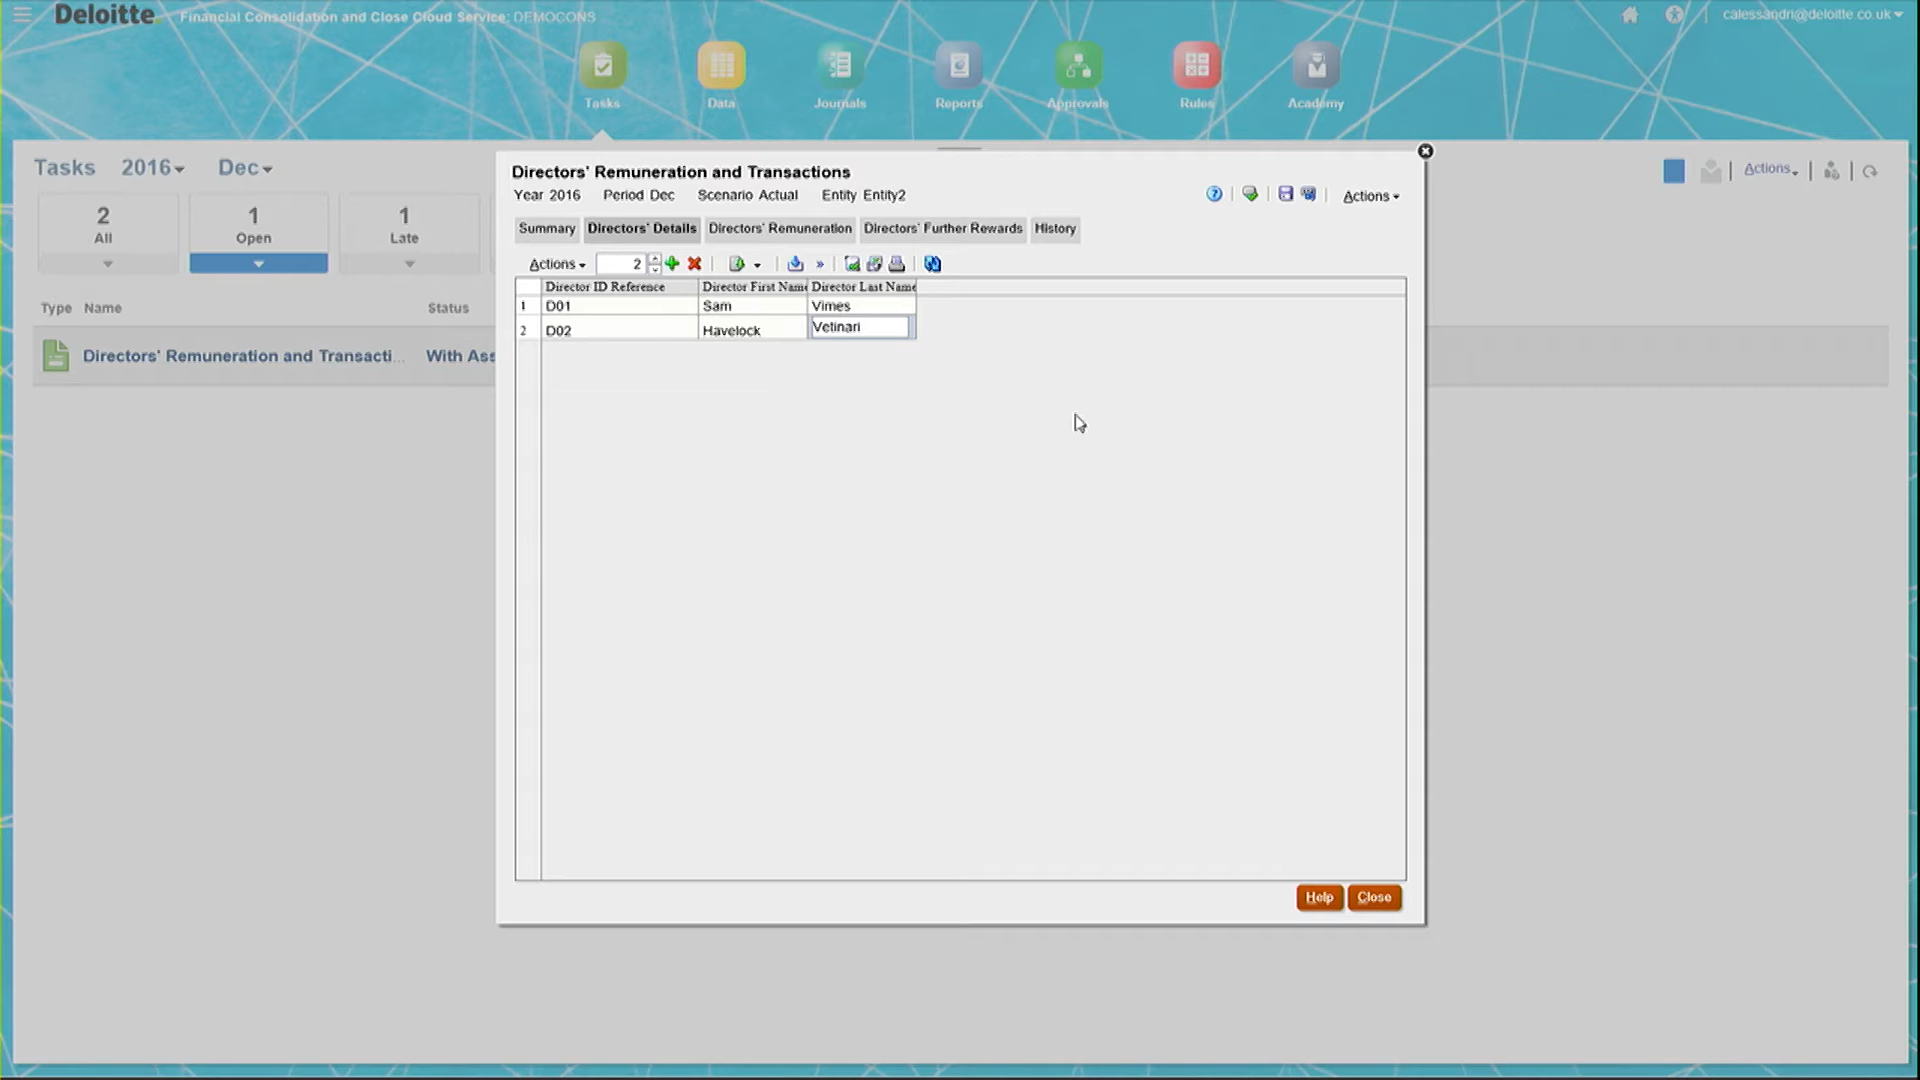 Deloitte. Financial Consolidation and Close Cloud Service: DEMOCONS
calessandri@deloitte.co.uk
Tasks Data Journals Reports Approvals Rules Academy
Tasks 2016 Dec
Actions
2 All
1 Open
1 Late
Type Name Status
Directors' Remuneration and Transacti... With Ass
Directors' Remuneration and Transactions
Year 2016 Period Dec Scenario Actual Entity Entity2
Actions
Summary Directors' Details Directors' Remuneration Directors' Further Rewards History
Actions 2
Director ID Reference Director First Name Director Last Name
1 D01 Sam Vimes
2 D02 Havelock Vetinari
Help Close